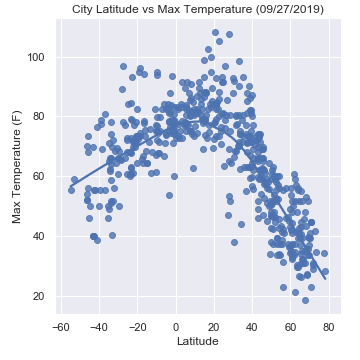 City Latitude vs Max Temperature (09/27/2019)
100
80
60
40
20
Max Temperature (F)
−60 −40 −20 0 20 40 60 80
Latitude